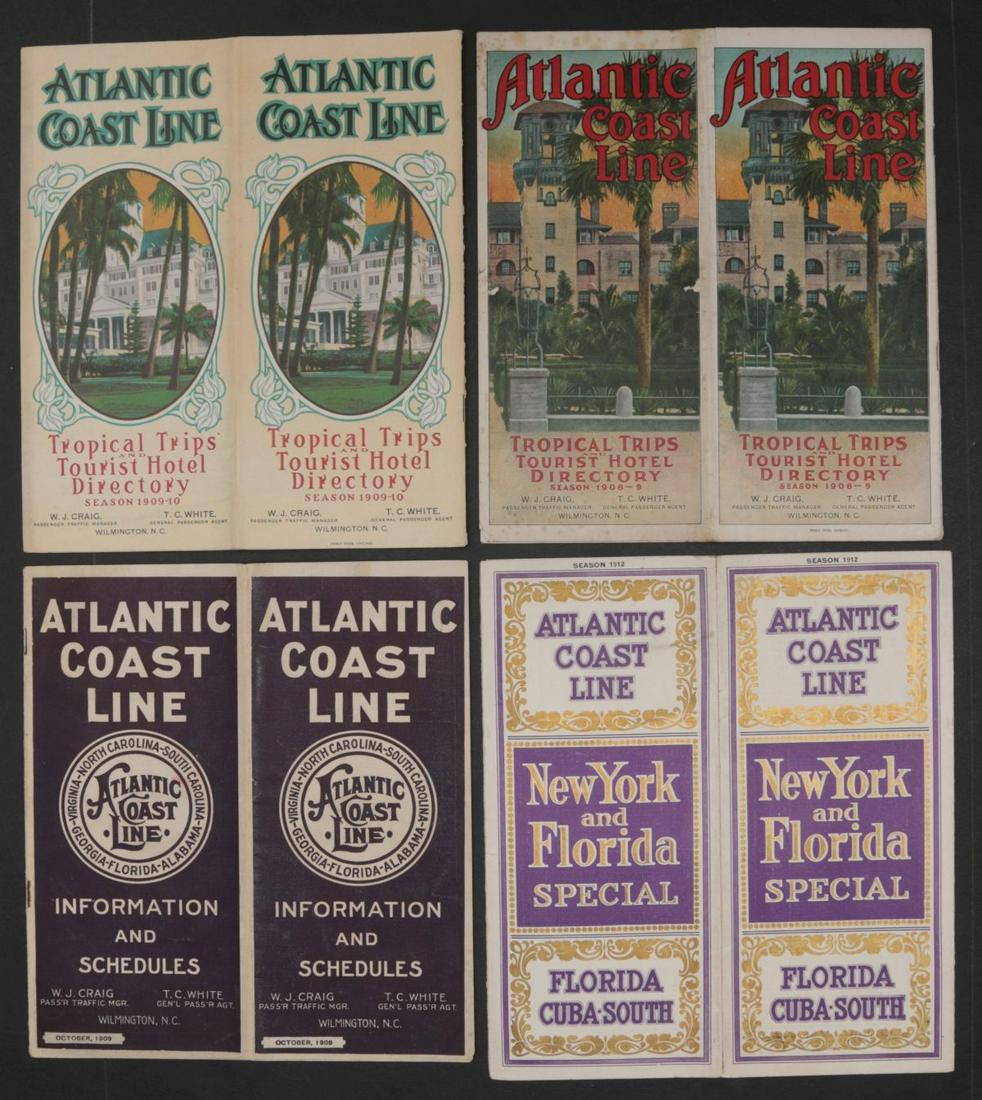 ATLANTIC
COAST LINE
TROPICAL TRIPS
AND
TOURIST HOTEL
DIRECTORY
SEASON 1909-10
W. J. CRAIG, T. C. WHITE,
PASSENGER TRAFFIC MANAGER GENERAL PASSENGER AGENT
WILMINGTON, N.C.
ATLANTIC
COAST LINE
TROPICAL TRIPS
AND
TOURIST HOTEL
DIRECTORY
SEASON 1909-10
W. J. CRAIG, T. C. WHITE,
PASSENGER TRAFFIC MANAGER GENERAL PASSENGER AGENT
WILMINGTON, N.C.
Atlantic
Coast
Line
TROPICAL TRIPS
AND
TOURIST HOTEL
DIRECTORY
SEASON 1908-9
W. J. CRAIG, T. C. WHITE,
PASSENGER TRAFFIC MANAGER GENERAL PASSENGER AGENT
WILMINGTON, N. C.
Atlantic
Coast
Line
TROPICAL TRIPS
AND
TOURIST HOTEL
DIRECTORY
SEASON 1908-9
W. J. CRAIG, T. C. WHITE,
PASSENGER TRAFFIC MANAGER GENERAL PASSENGER AGENT
WILMINGTON, N. C.
ATLANTIC
COAST
LINE
VIRGINIA-NORTH CAROLINA-SOUTH CAROLINA-
GEORGIA-FLORIDA-ALABAMA-
ATLANTIC
COAST
LINE
INFORMATION
AND
SCHEDULES
W. J. CRAIG T. C. WHITE
PASS'R TRAFFIC MGR. GEN'L PASS'R AGT.
WILMINGTON, N.C.
OCTOBER, 1909
ATLANTIC
COAST
LINE
VIRGINIA-NORTH CAROLINA-SOUTH CAROLINA-
GEORGIA-FLORIDA-ALABAMA-
ATLANTIC
COAST
LINE
INFORMATION
AND
SCHEDULES
W. J. CRAIG T. C. WHITE
PASS'R TRAFFIC MGR. GEN'L PASS'R AGT.
WILMINGTON, N.C.
OCTOBER, 1909
SEASON 1912
ATLANTIC
COAST
LINE
New York
and
Florida
SPECIAL
FLORIDA
CUBA-SOUTH
SEASON 1912
ATLANTIC
COAST
LINE
New York
and
Florida
SPECIAL
FLORIDA
CUBA-SOUTH